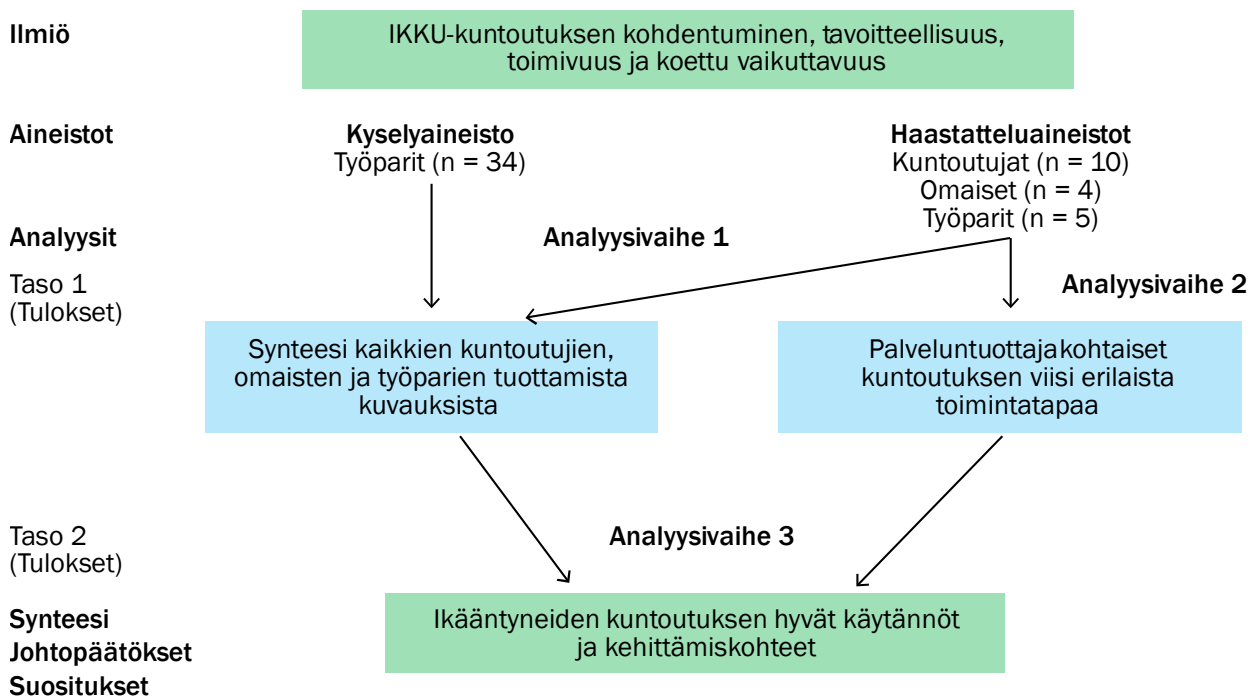 Ilmiö
IKKU-kuntoutuksen kohdentuminen, tavoitteellisuus,
toimivuus ja koettu vaikuttavuus
Aineistot
Kyselyaineisto
Työparit (n = 34)
Haastatteluaineistot
Kuntoutujat (n = 10)
Omaiset (n = 4)
Työparit (n = 5)
Analyysit
Analyysivaihe 1
Taso 1
(Tulokset)
Analyysivaihe 2
Synteesi kaikkien kuntoutujien,
omaisten ja työparien tuottamista
kuvauksista
Palveluntuottajakohtaiset
kuntoutuksen viisi erilaista
toimintatapaa
Taso 2
(Tulokset)
Analyysivaihe 3
Synteesi
Johtopäätökset
Suositukset
Ikääntyneiden kuntoutuksen hyvät käytännöt
ja kehittämiskohteet